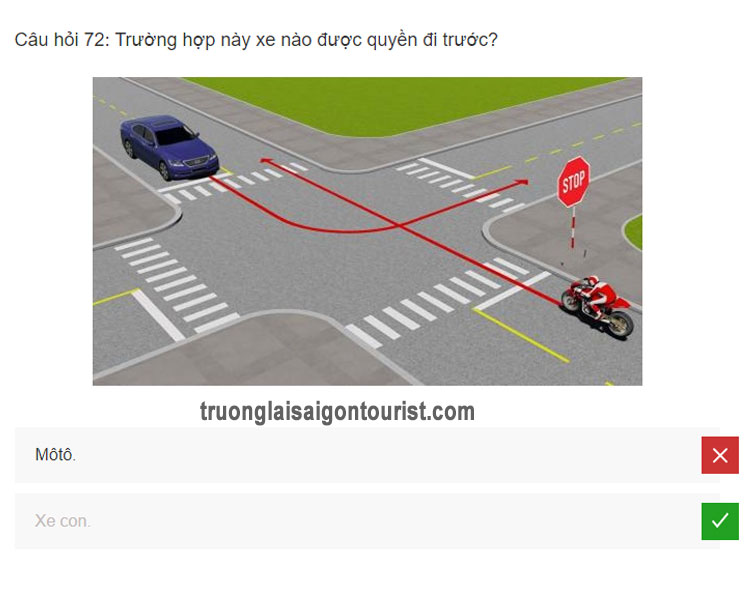 Câu hỏi 72: Trường hợp này xe nào được quyền đi trước?
STOP
truonglaisaigontourist.com
Môtô.
Xe con.